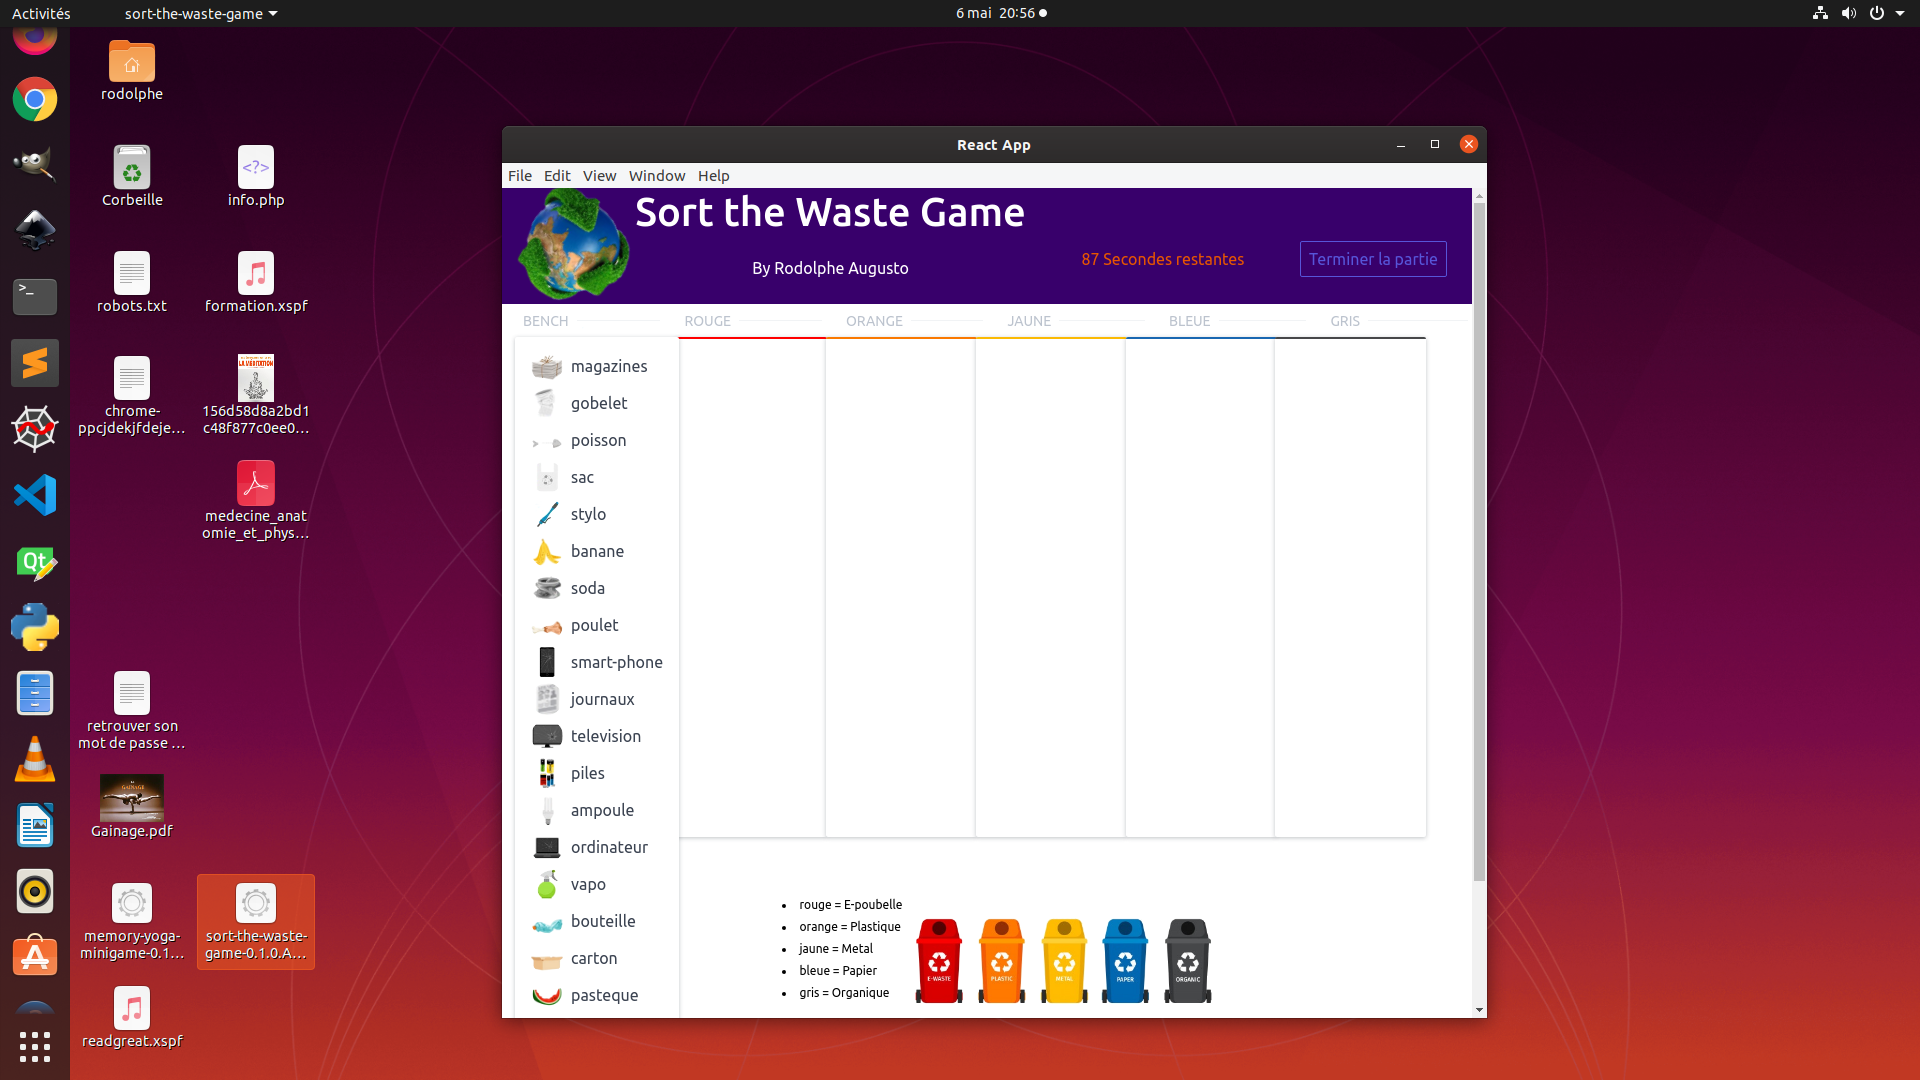 Activités
sort-the-waste-game
6 mai 20:56
rodolphe
Corbeille
info.php
robots.txt
formation.xspf
chrome-
ppcjdekjfdeje…
156d58d8a2bd1
c48f877c0ee0…
medecine_anat
omie_et_phys…
retrouver son
mot de passe …
Gainage.pdf
memory-yoga-
minigame-0.1…
sort-the-waste-
game-0.1.0.A…
readgreat.xspf
React App
File Edit View Window Help
Sort the Waste Game
By Rodolphe Augusto
87 Secondes restantes
Terminer la partie
BENCH ROUGE ORANGE JAUNE BLEUE GRIS
magazines
gobelet
poisson
sac
stylo
banane
soda
poulet
smart-phone
journaux
television
piles
ampoule
ordinateur
vapo
bouteille
carton
pasteque
rouge = E-poubelle
orange = Plastique
jaune = Metal
bleue = Papier
gris = Organique
E-WASTE PLASTIC METAL PAPER ORGANIC